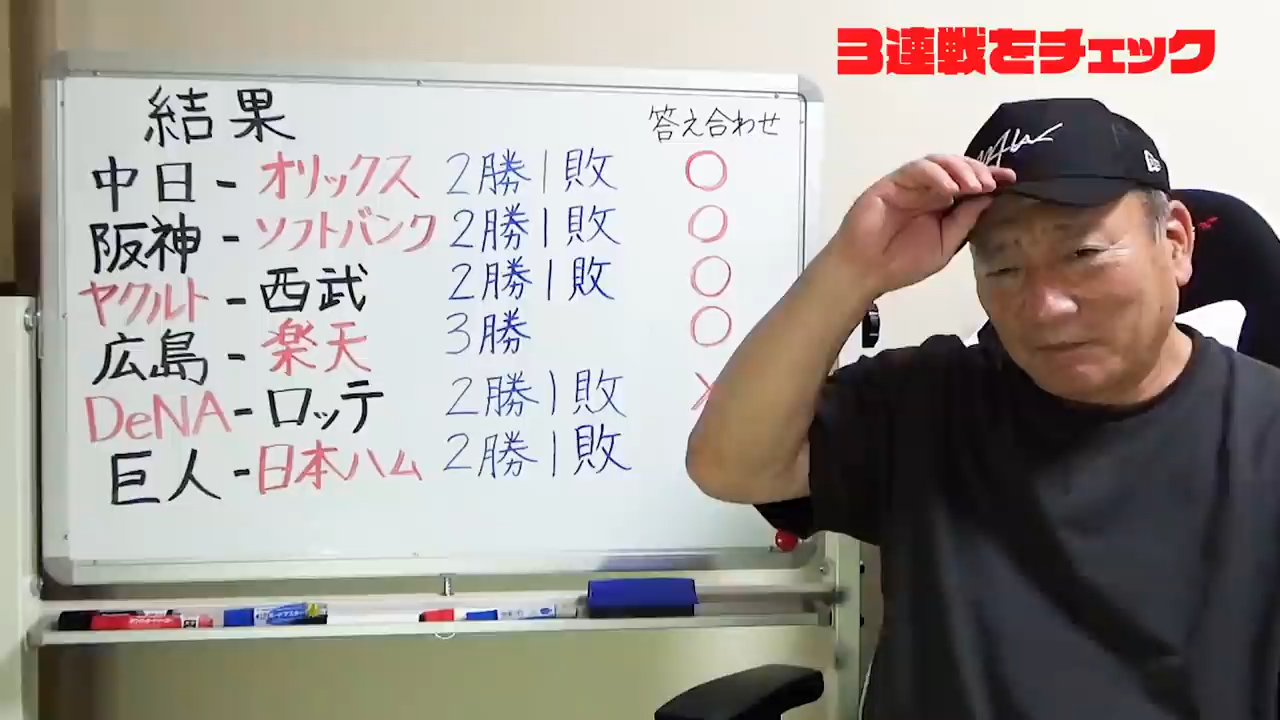 3連戦をチェック
結果 答え合わせ
中日-オリックス 2勝1敗 ○
阪神-ソフトバンク 2勝1敗 ○
ヤクルト-西武 2勝1敗 ○
広島-楽天 3勝 ○
DeNA-ロッテ 2勝1敗 ×
巨人-日本ハム 2勝1敗